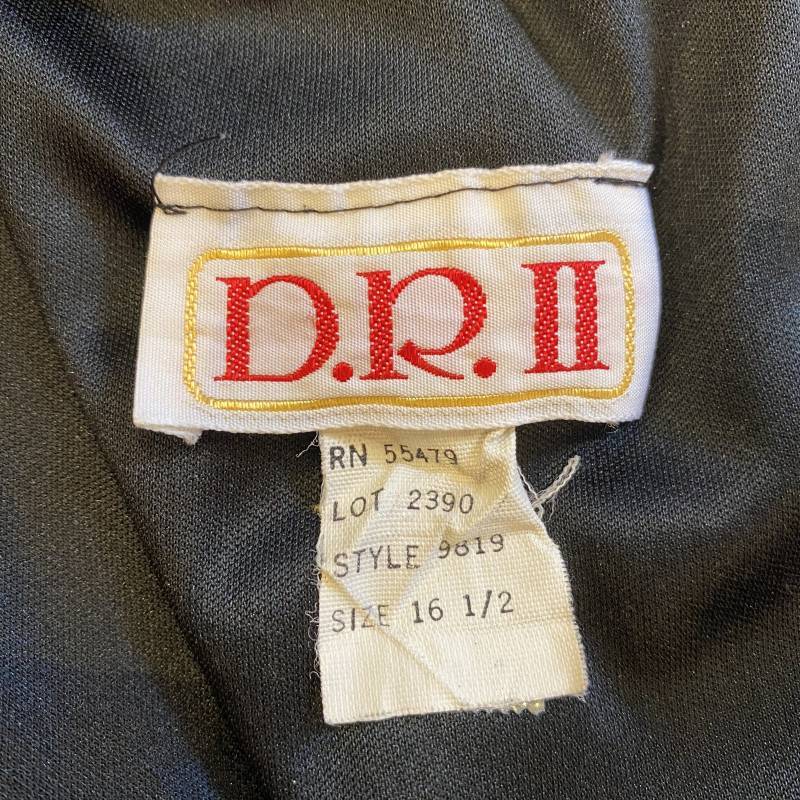 D.R. II
RN 55479
LOT 2390
STYLE 9819
SIZE 16 1/2